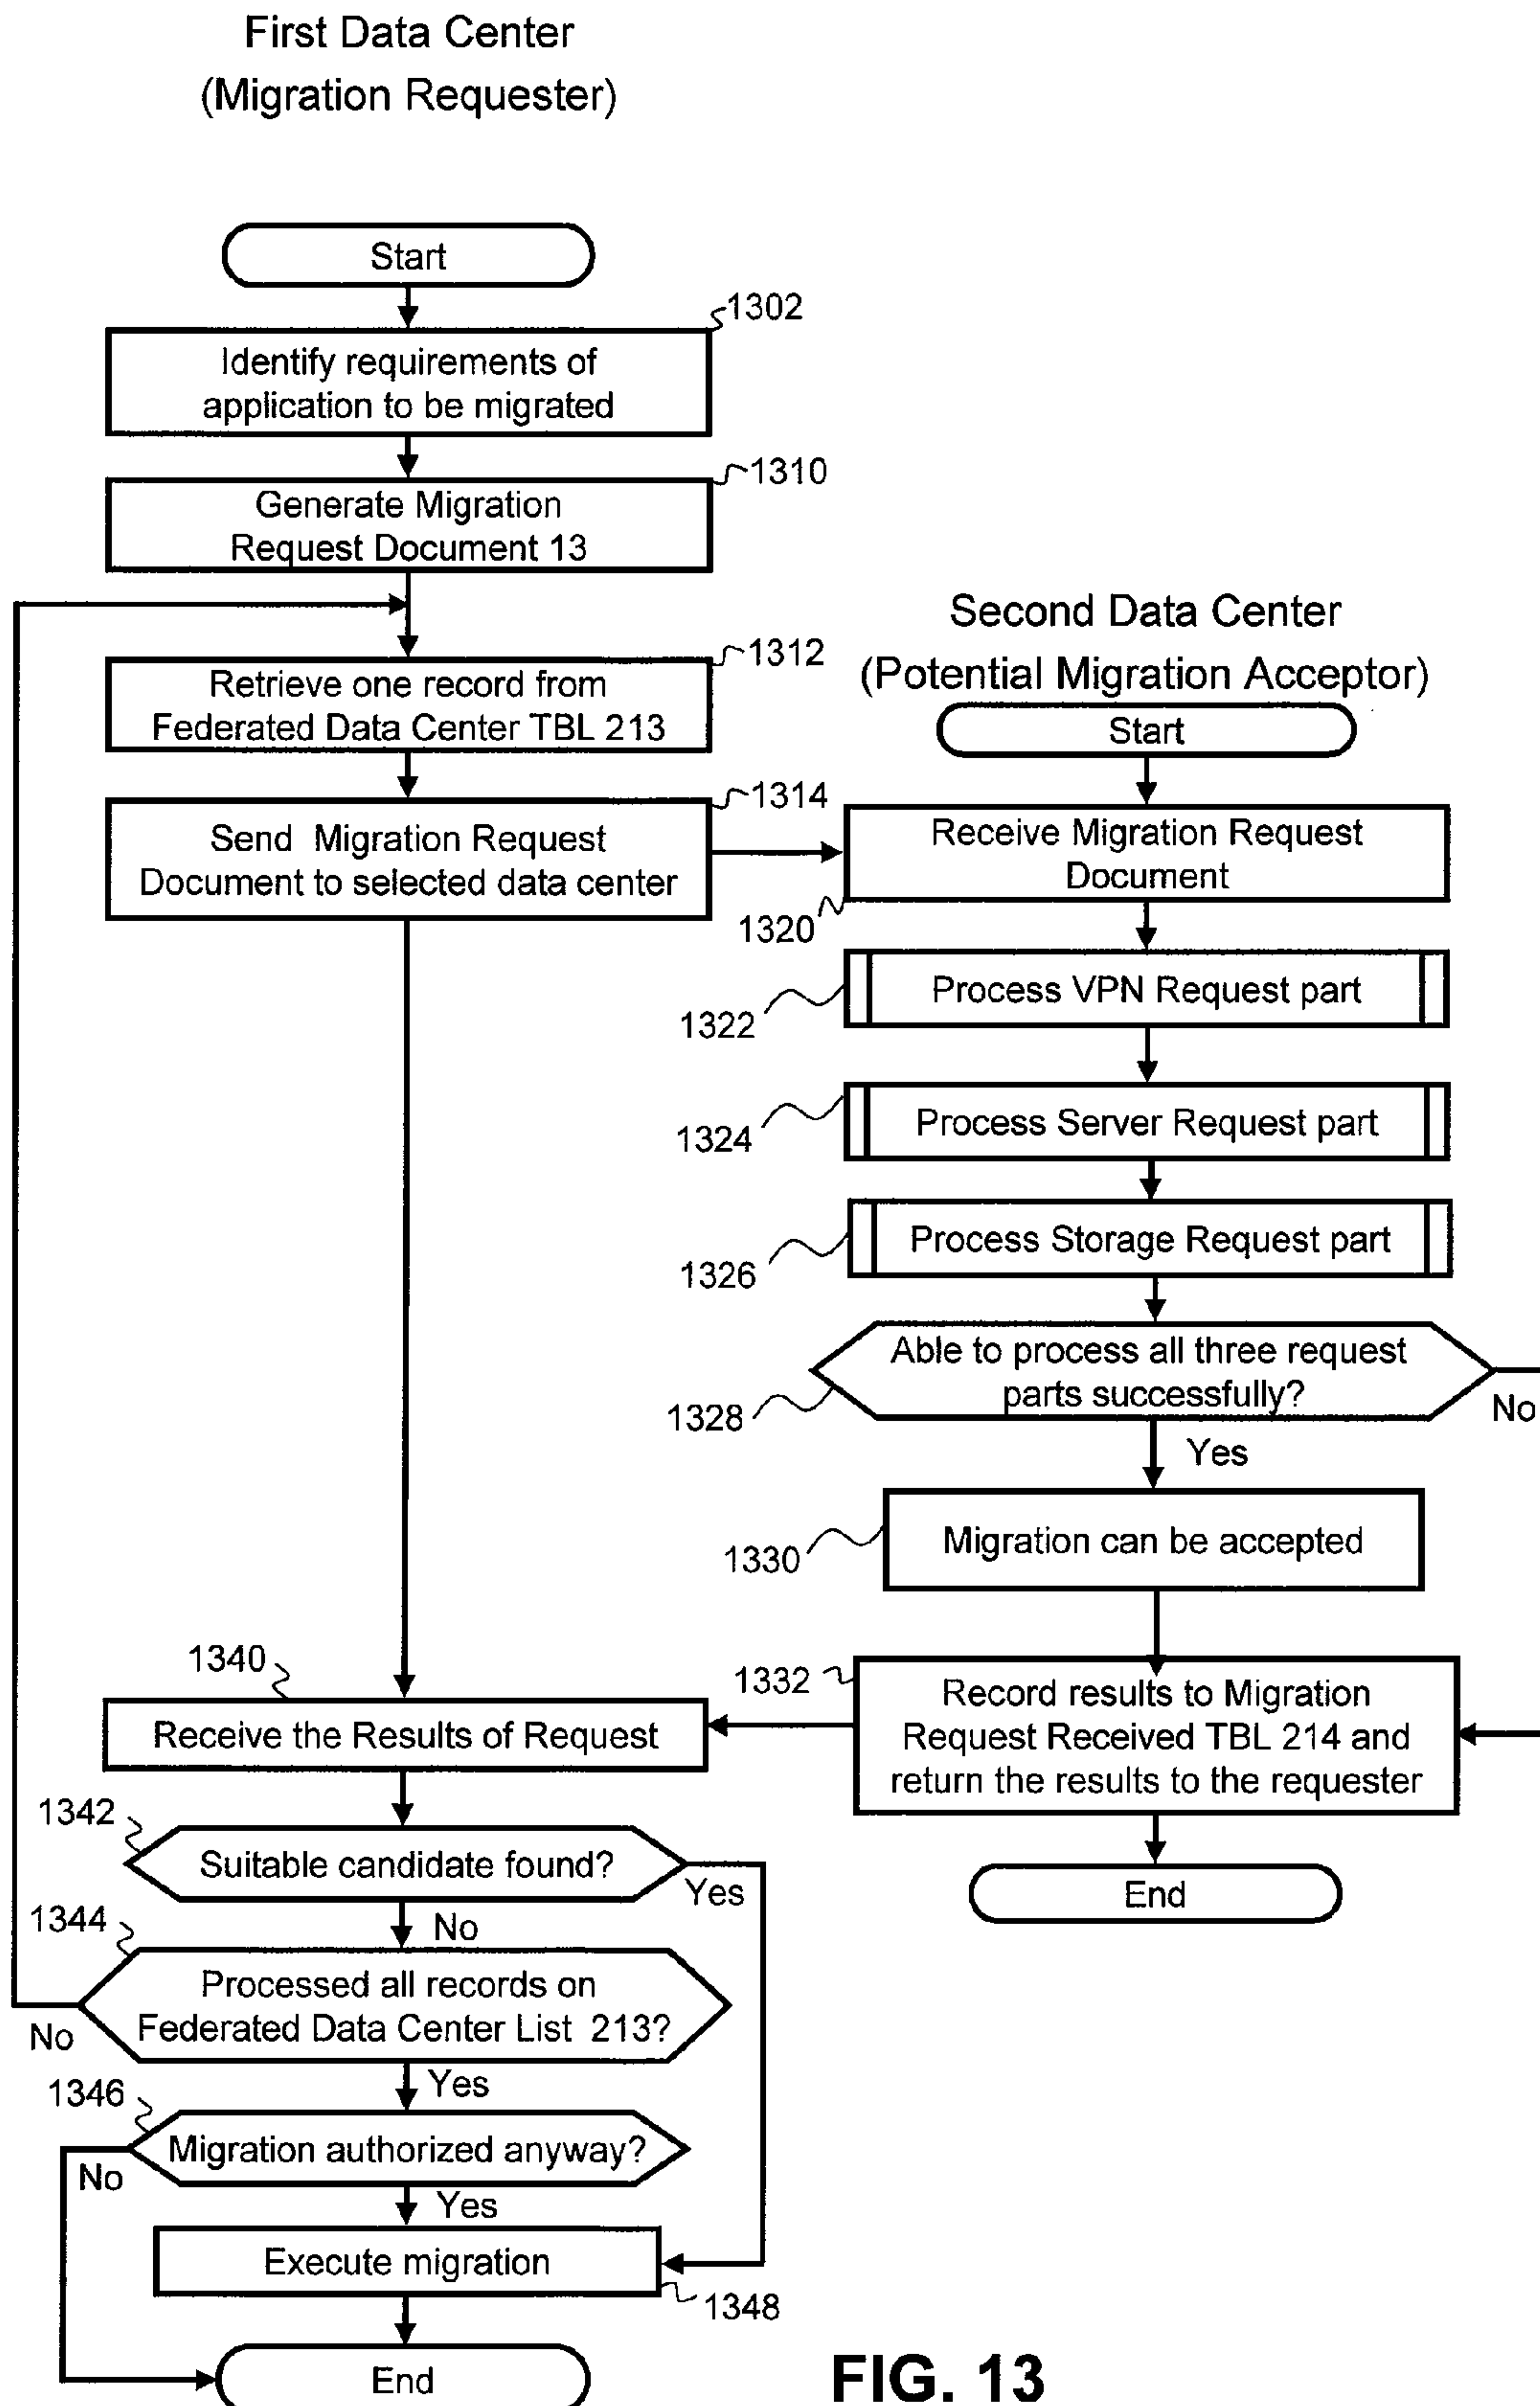 First Data Center
(Migration Requester)
Start
1302
Identify requirements of
application to be migrated
1310
Generate Migration
Request Document 13
1312
Retrieve one record from
Federated Data Center TBL 213
1314
Send Migration Request
Document to selected data center
Second Data Center
(Potential Migration Acceptor)
Start
Receive Migration Request
Document
1320
Process VPN Request part
1322
Process Server Request part
1324
Process Storage Request part
1326
Able to process all three request
parts successfully?
1328
No
Yes
Migration can be accepted
1330
1332
Record results to Migration
Request Received TBL 214 and
return the results to the requester
End
1340
Receive the Results of Request
1342
Suitable candidate found?
Yes
No
1344
Processed all records on
Federated Data Center List 213?
No
Yes
1346
Migration authorized anyway?
No
Yes
Execute migration
1348
End
FIG. 13